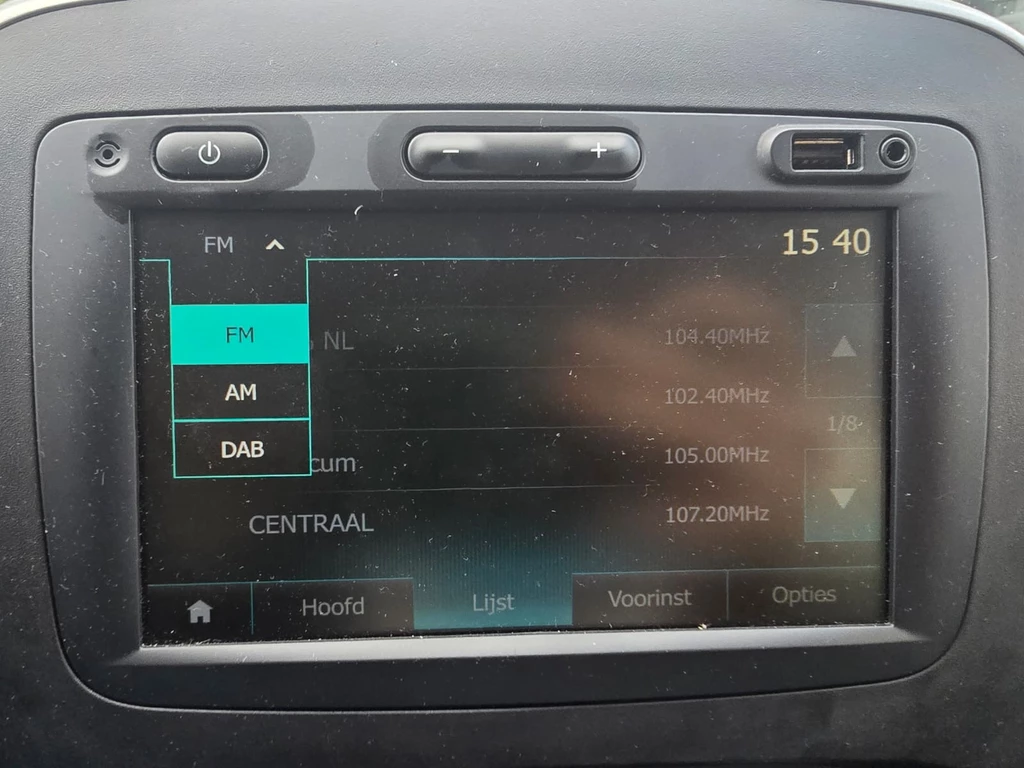 − +
FM 15 40
FM
NL 104.40MHz
AM
102.40MHz
1/8
DAB
cum 105.00MHz
CENTRAAL 107.20MHz
Hoofd Lijst Voorinst Opties